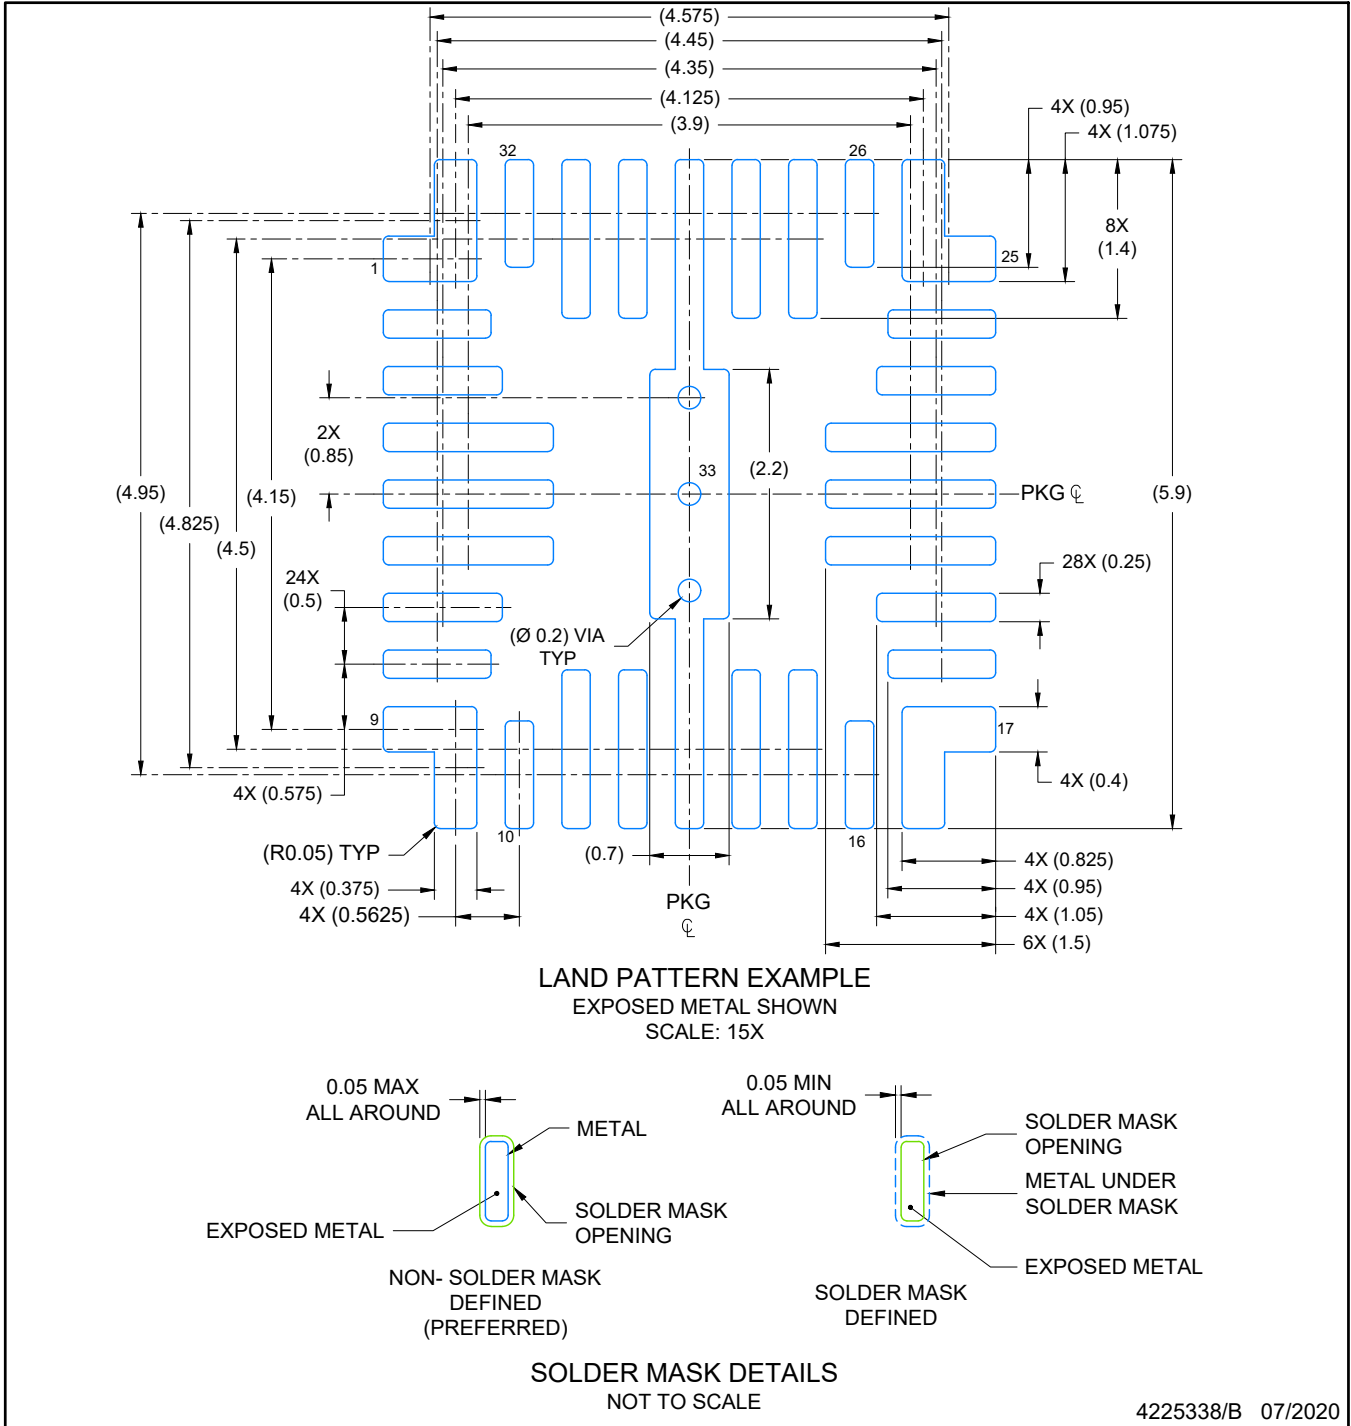 (4.575)
(4.45)
(4.35)
(4.125)
(3.9)
4X (0.95)
4X (1.075)
32
26
8X
(1.4)
1
25
2X
(0.85)
33
(2.2)
(4.95)
(4.15)
PKG ℄
(5.9)
(4.825)
(4.5)
24X
(0.5)
28X (0.25)
(Ø 0.2) VIA
TYP
9
17
4X (0.575)
4X (0.4)
10
16
(R0.05) TYP
(0.7)
4X (0.825)
4X (0.375)
4X (0.95)
4X (0.5625)
PKG
℄
4X (1.05)
6X (1.5)
LAND PATTERN EXAMPLE
EXPOSED METAL SHOWN
SCALE: 15X
0.05 MAX
ALL AROUND
METAL
EXPOSED METAL
SOLDER MASK
OPENING
NON- SOLDER MASK
DEFINED
(PREFERRED)
0.05 MIN
ALL AROUND
SOLDER MASK
OPENING
METAL UNDER
SOLDER MASK
EXPOSED METAL
SOLDER MASK
DEFINED
SOLDER MASK DETAILS
NOT TO SCALE
4225338/B 07/2020